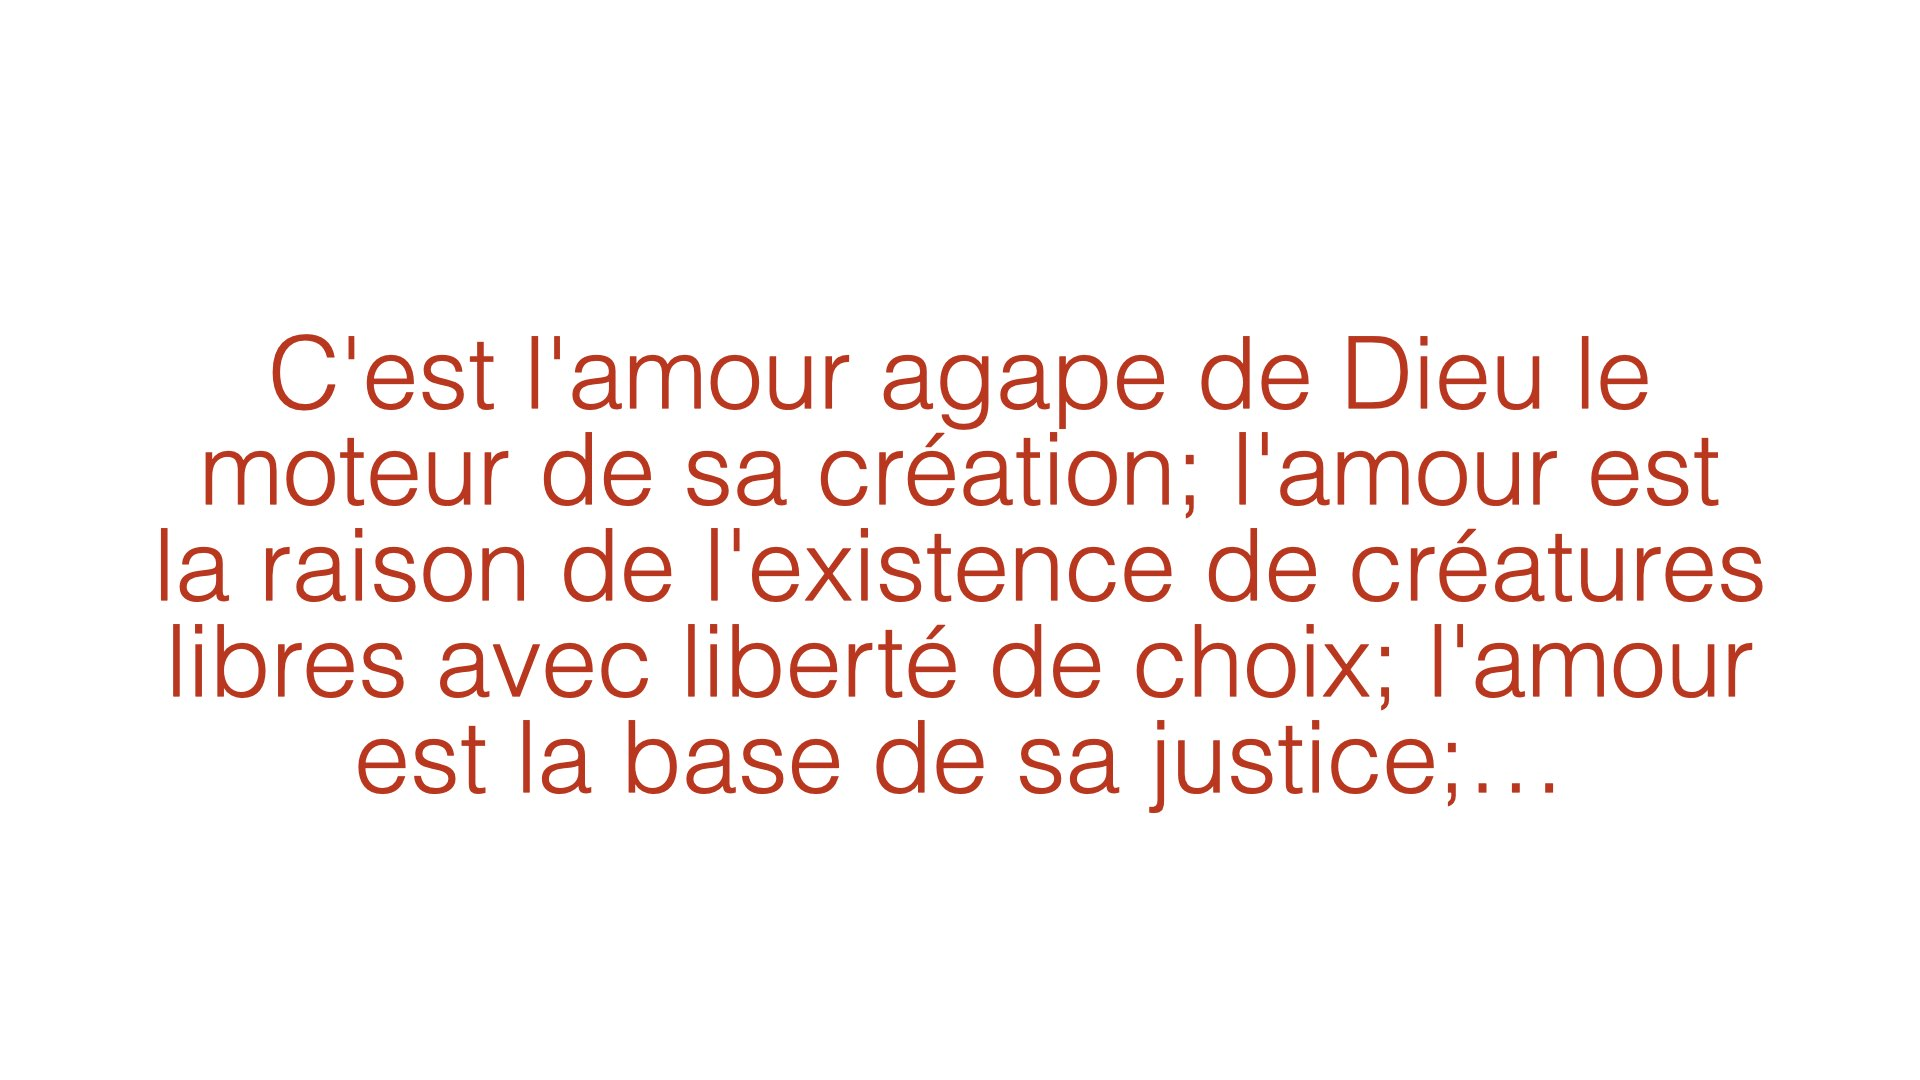 C'est l'amour agape de Dieu le
moteur de sa création; l'amour est
la raison de l'existence de créatures
libres avec liberté de choix; l'amour
est la base de sa justice;…